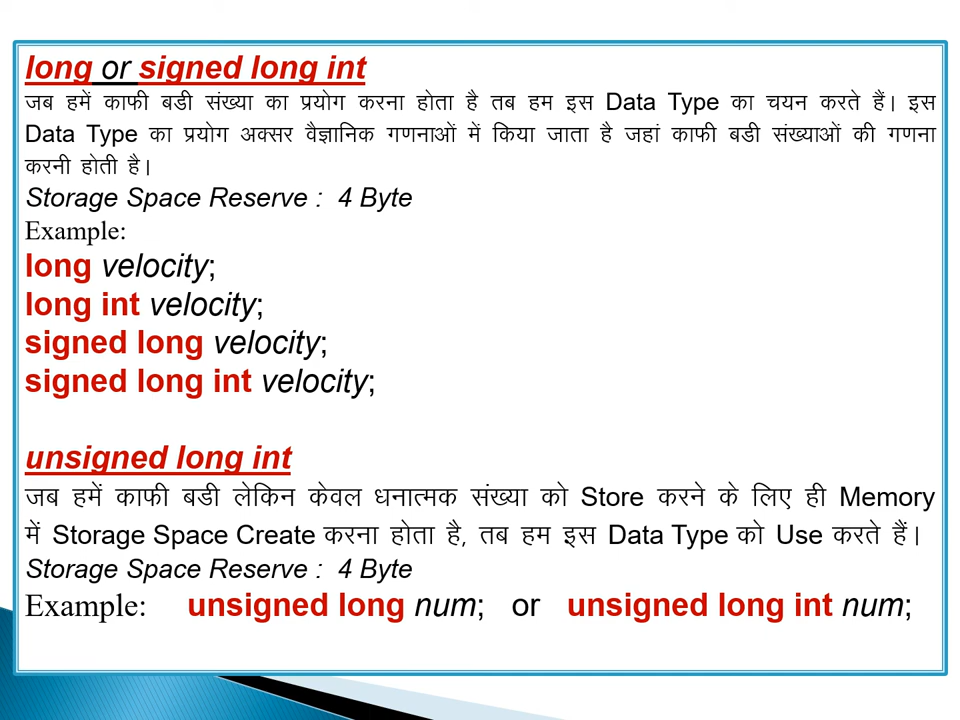 long or signed long int
जब हमें काफी बडी संख्या का प्रयोग करना होता है तब हम इस Data Type का चयन करते हैं। इस
Data Type का प्रयोग अक्सर वैज्ञानिक गणनाओं में किया जाता है जहां काफी बडी संख्याओं की गणना
करनी होती है।
Storage Space Reserve : 4 Byte
Example:
long velocity;
long int velocity;
signed long velocity;
signed long int velocity;
unsigned long int
जब हमें काफी बडी लेकिन केवल धनात्मक संख्या को Store करने के लिए ही Memory
में Storage Space Create करना होता है, तब हम इस Data Type को Use करते हैं।
Storage Space Reserve : 4 Byte
Example: unsigned long num; or unsigned long int num;